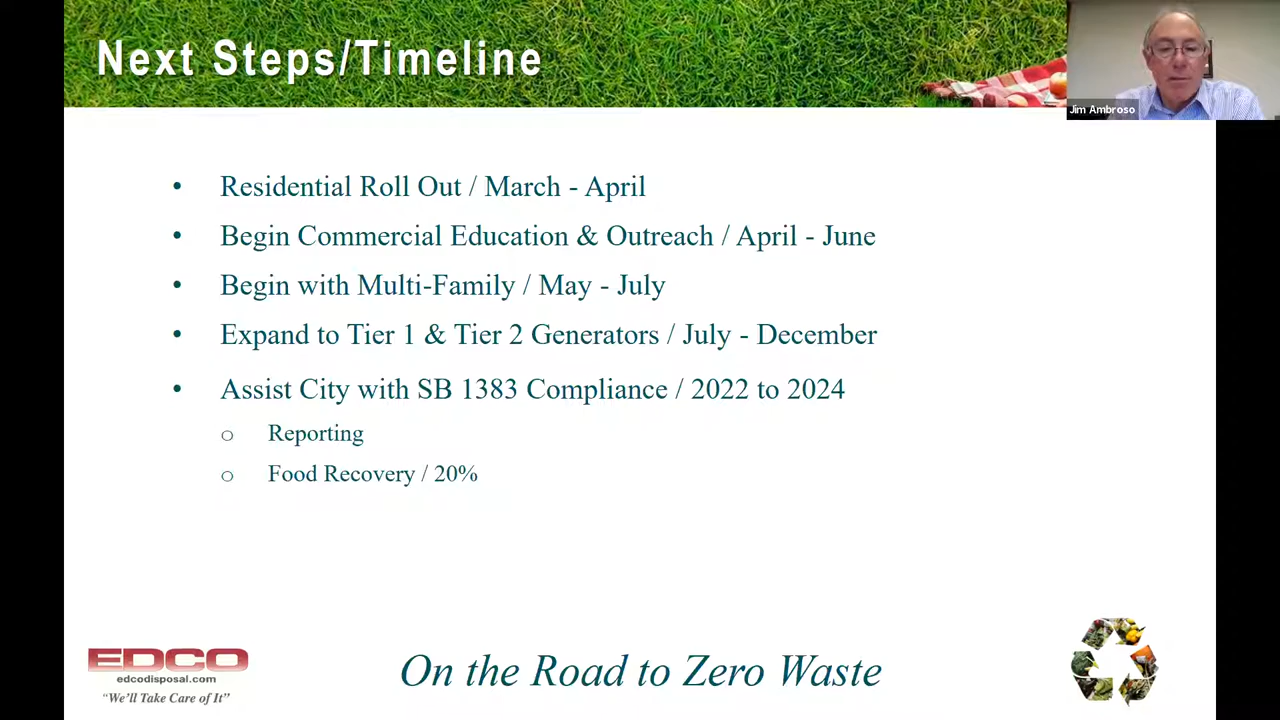 Next Steps/Timeline
Jim Ambroso
• Residential Roll Out / March - April
• Begin Commercial Education & Outreach / April - June
• Begin with Multi-Family / May - July
• Expand to Tier 1 & Tier 2 Generators / July - December
• Assist City with SB 1383 Compliance / 2022 to 2024
o Reporting
o Food Recovery / 20%
EDCO
edcodisposal.com
“We’ll Take Care of It”
On the Road to Zero Waste